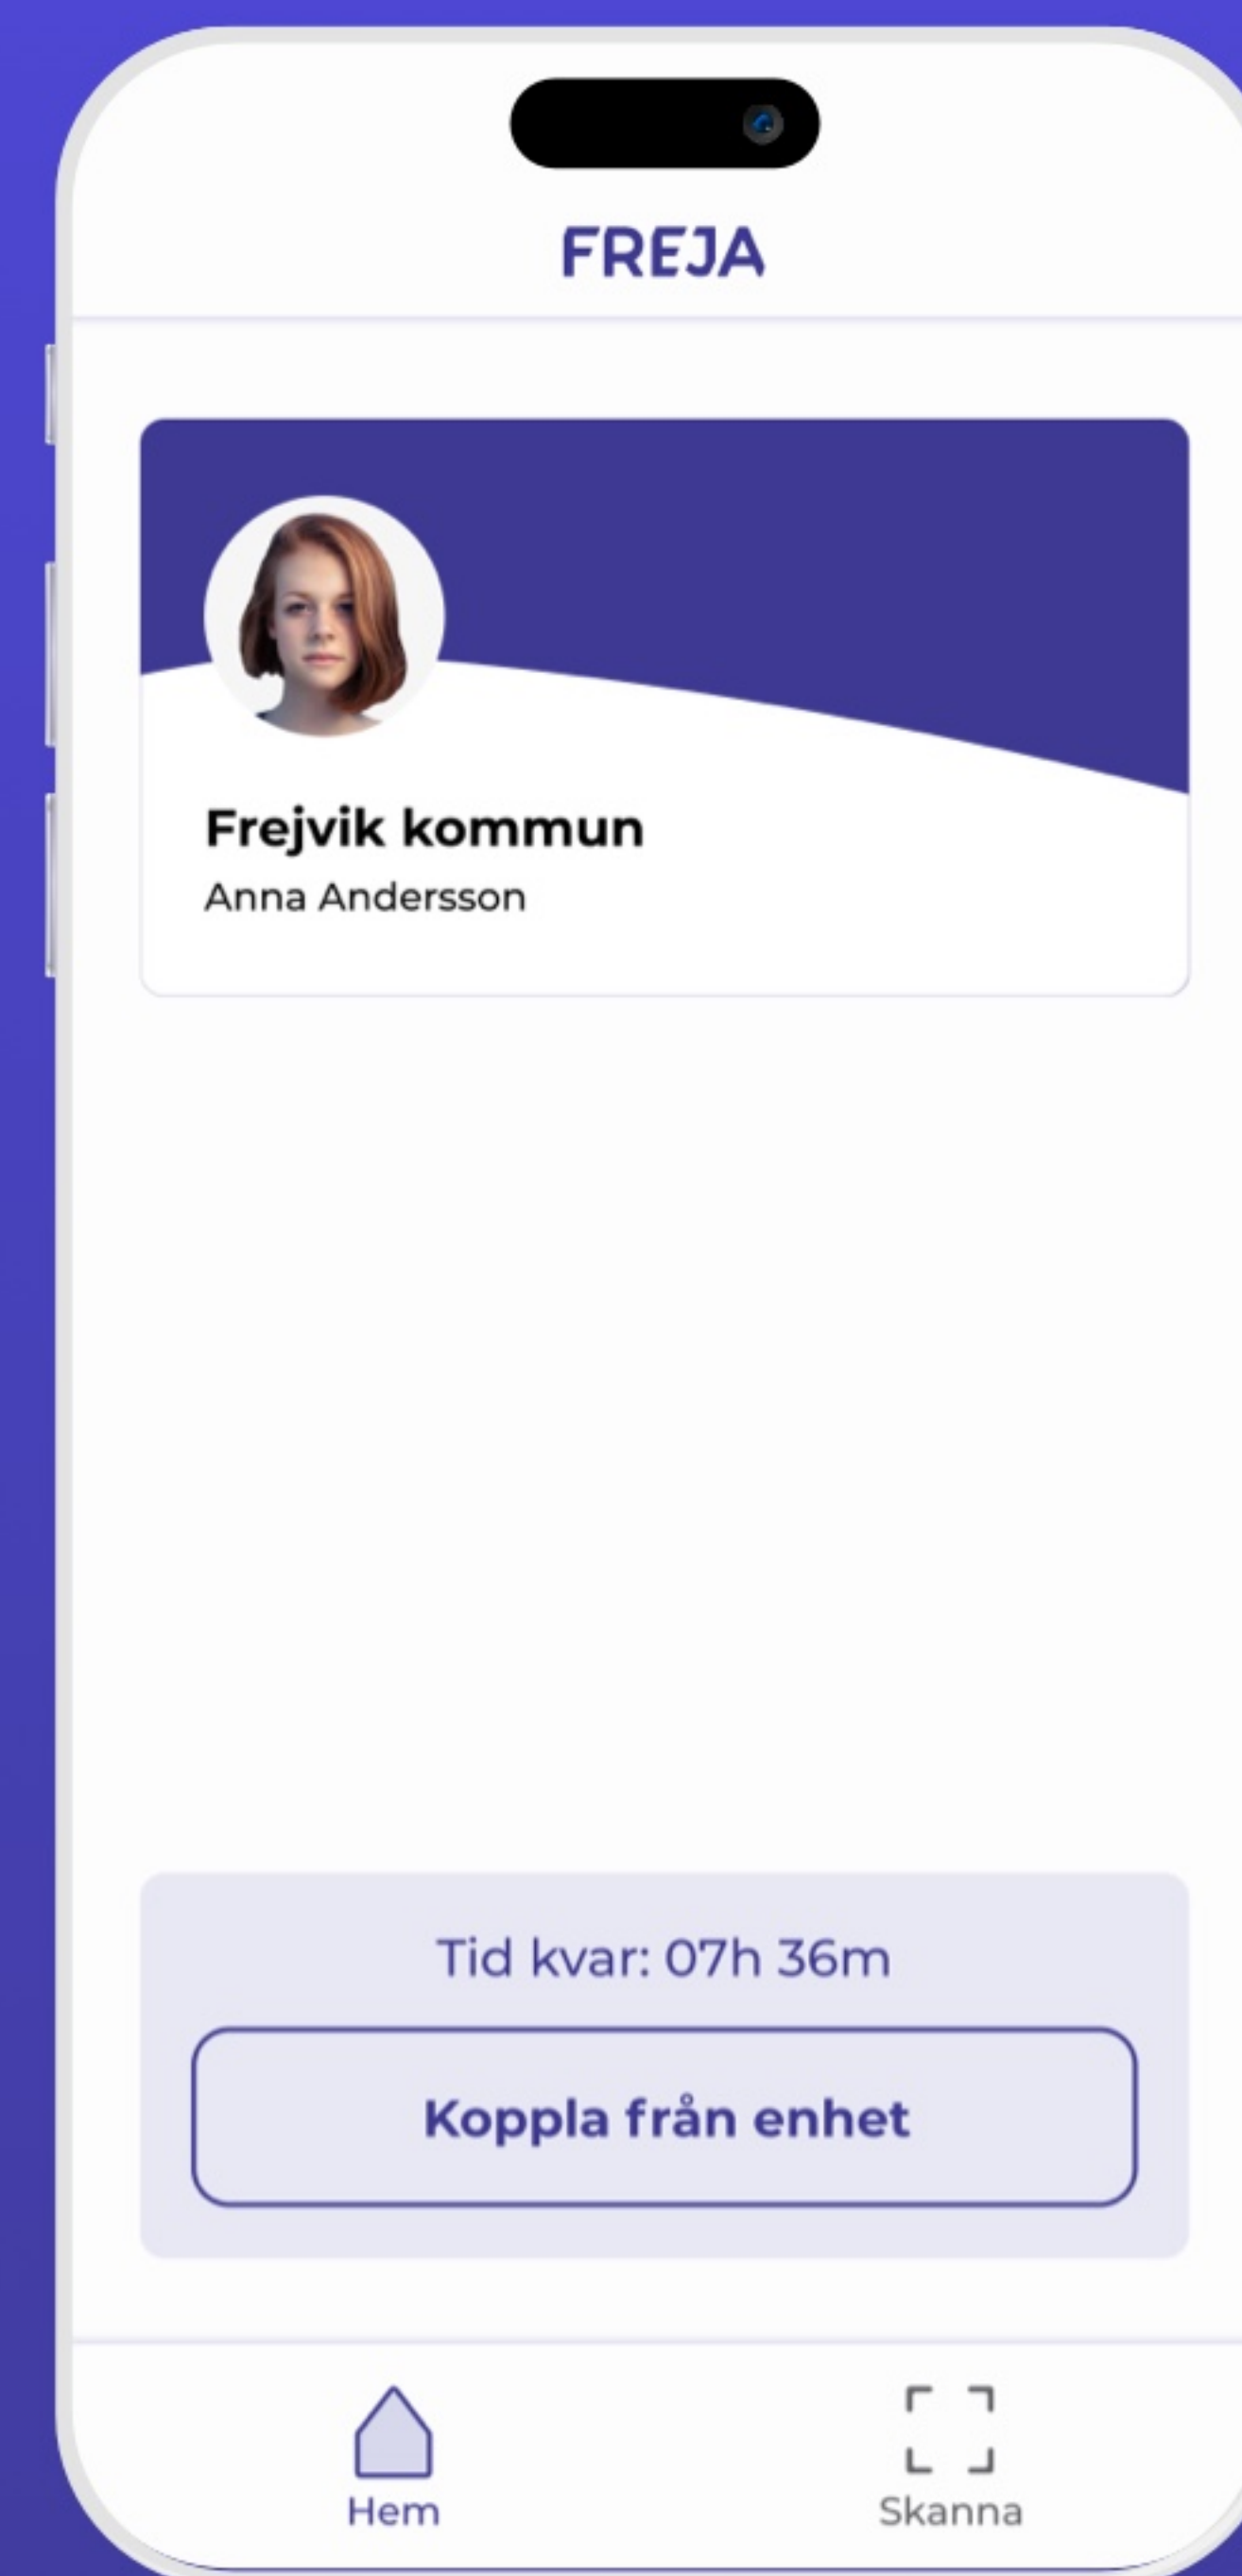 FREJA
Frejvik kommun
Anna Andersson
Tid kvar: 07h 36m
Koppla från enhet
Hem
Skanna